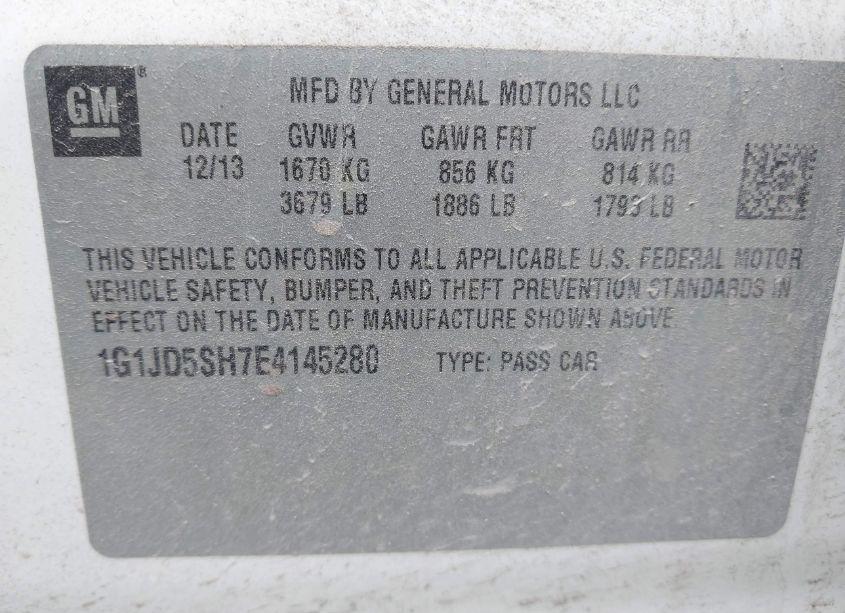 GM ®
MFD BY GENERAL MOTORS LLC
DATE GVWR GAWR FRT GAWR RR
12/13 1670 KG 856 KG 814 KG
3679 LB 1886 LB 1793 LB
THIS VEHICLE CONFORMS TO ALL APPLICABLE U.S. FEDERAL MOTOR
VEHICLE SAFETY, BUMPER, AND THEFT PREVENTION STANDARDS IN
EFFECT ON THE DATE OF MANUFACTURE SHOWN ABOVE.
1G1JD5SH7E4145280 TYPE: PASS CAR